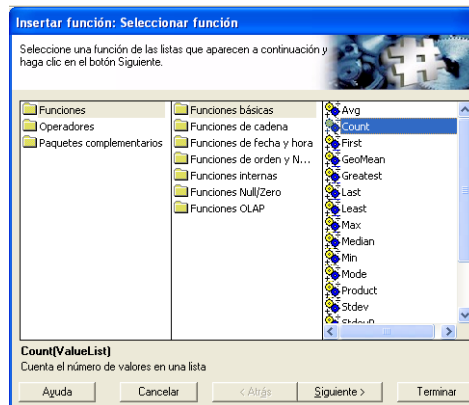 Insertar función: Seleccionar función
Seleccione una función de las listas que aparecen a continuación y
haga clic en el botón Siguiente.
Funciones
Operadores
Paquetes complementarios
Funciones básicas
Funciones de cadena
Funciones de fecha y hora
Funciones de orden y N...
Funciones internas
Funciones Null/Zero
Funciones OLAP
Avg
Count
First
GeoMean
Greatest
Last
Least
Max
Median
Min
Mode
Product
Stdev
StdevP
Count(ValueList)
Cuenta el número de valores en una lista
Ayuda
Cancelar
< Atrás
Siguiente >
Terminar